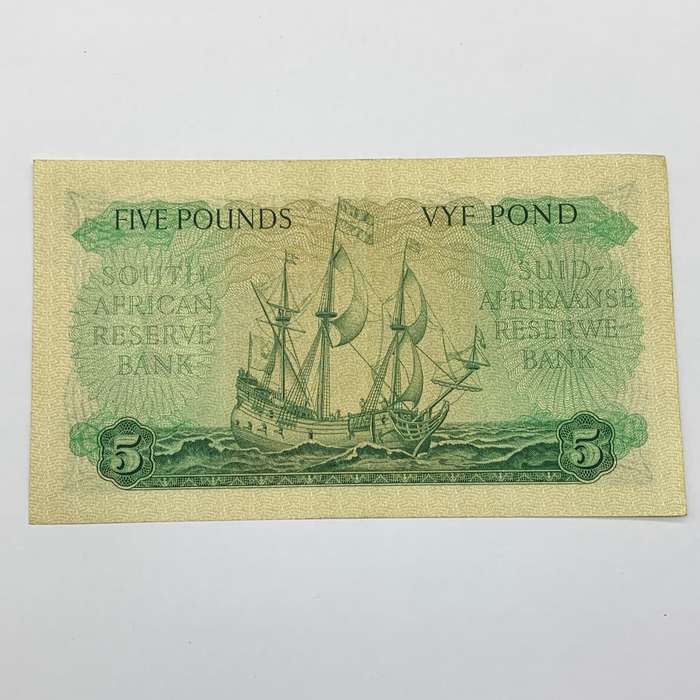 FIVE POUNDS
VYF POND
SOUTH
AFRICAN
RESERVE
BANK
SUID-
AFRIKAANSE
RESERWE
BANK
5
5